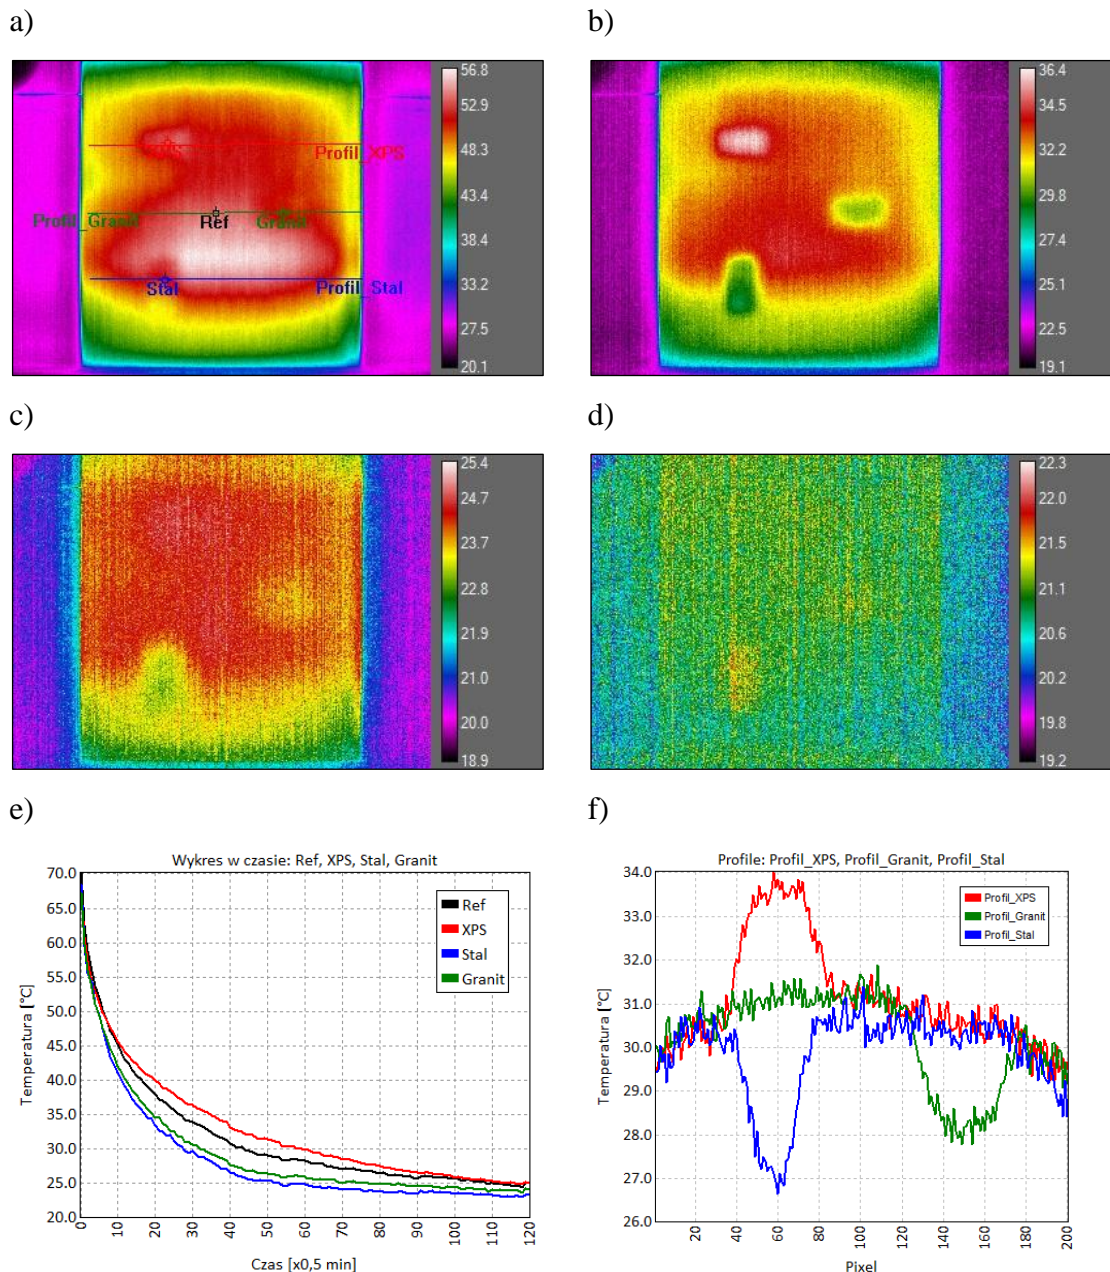 a)
b)
56.8
52.9
48.3
43.4
38.4
33.2
27.5
20.1
Profil_XPS
Profil_Granit
Ref
Granit
Stal
Profil_Stal
36.4
34.5
32.2
29.8
27.4
25.1
22.5
19.1
c)
d)
25.4
24.7
23.7
22.8
21.9
21.0
20.0
18.9
22.3
22.0
21.5
21.1
20.6
20.2
19.8
19.2
e)
f)
Wykres w czasie: Ref, XPS, Stal, Granit
70.0
65.0
60.0
55.0
50.0
45.0
40.0
35.0
30.0
25.0
20.0
Temperatura [°C]
Ref
XPS
Stal
Granit
0 10 20 30 40 50 60 70 80 90 100 110 120
Czas [x0,5 min]
Profile: Profil_XPS, Profil_Granit, Profil_Stal
34.0
33.0
32.0
31.0
30.0
29.0
28.0
27.0
26.0
Temperatura [°C]
Profil_XPS
Profil_Granit
Profil_Stal
1 20 40 60 80 100 120 140 160 180 200
Pixel